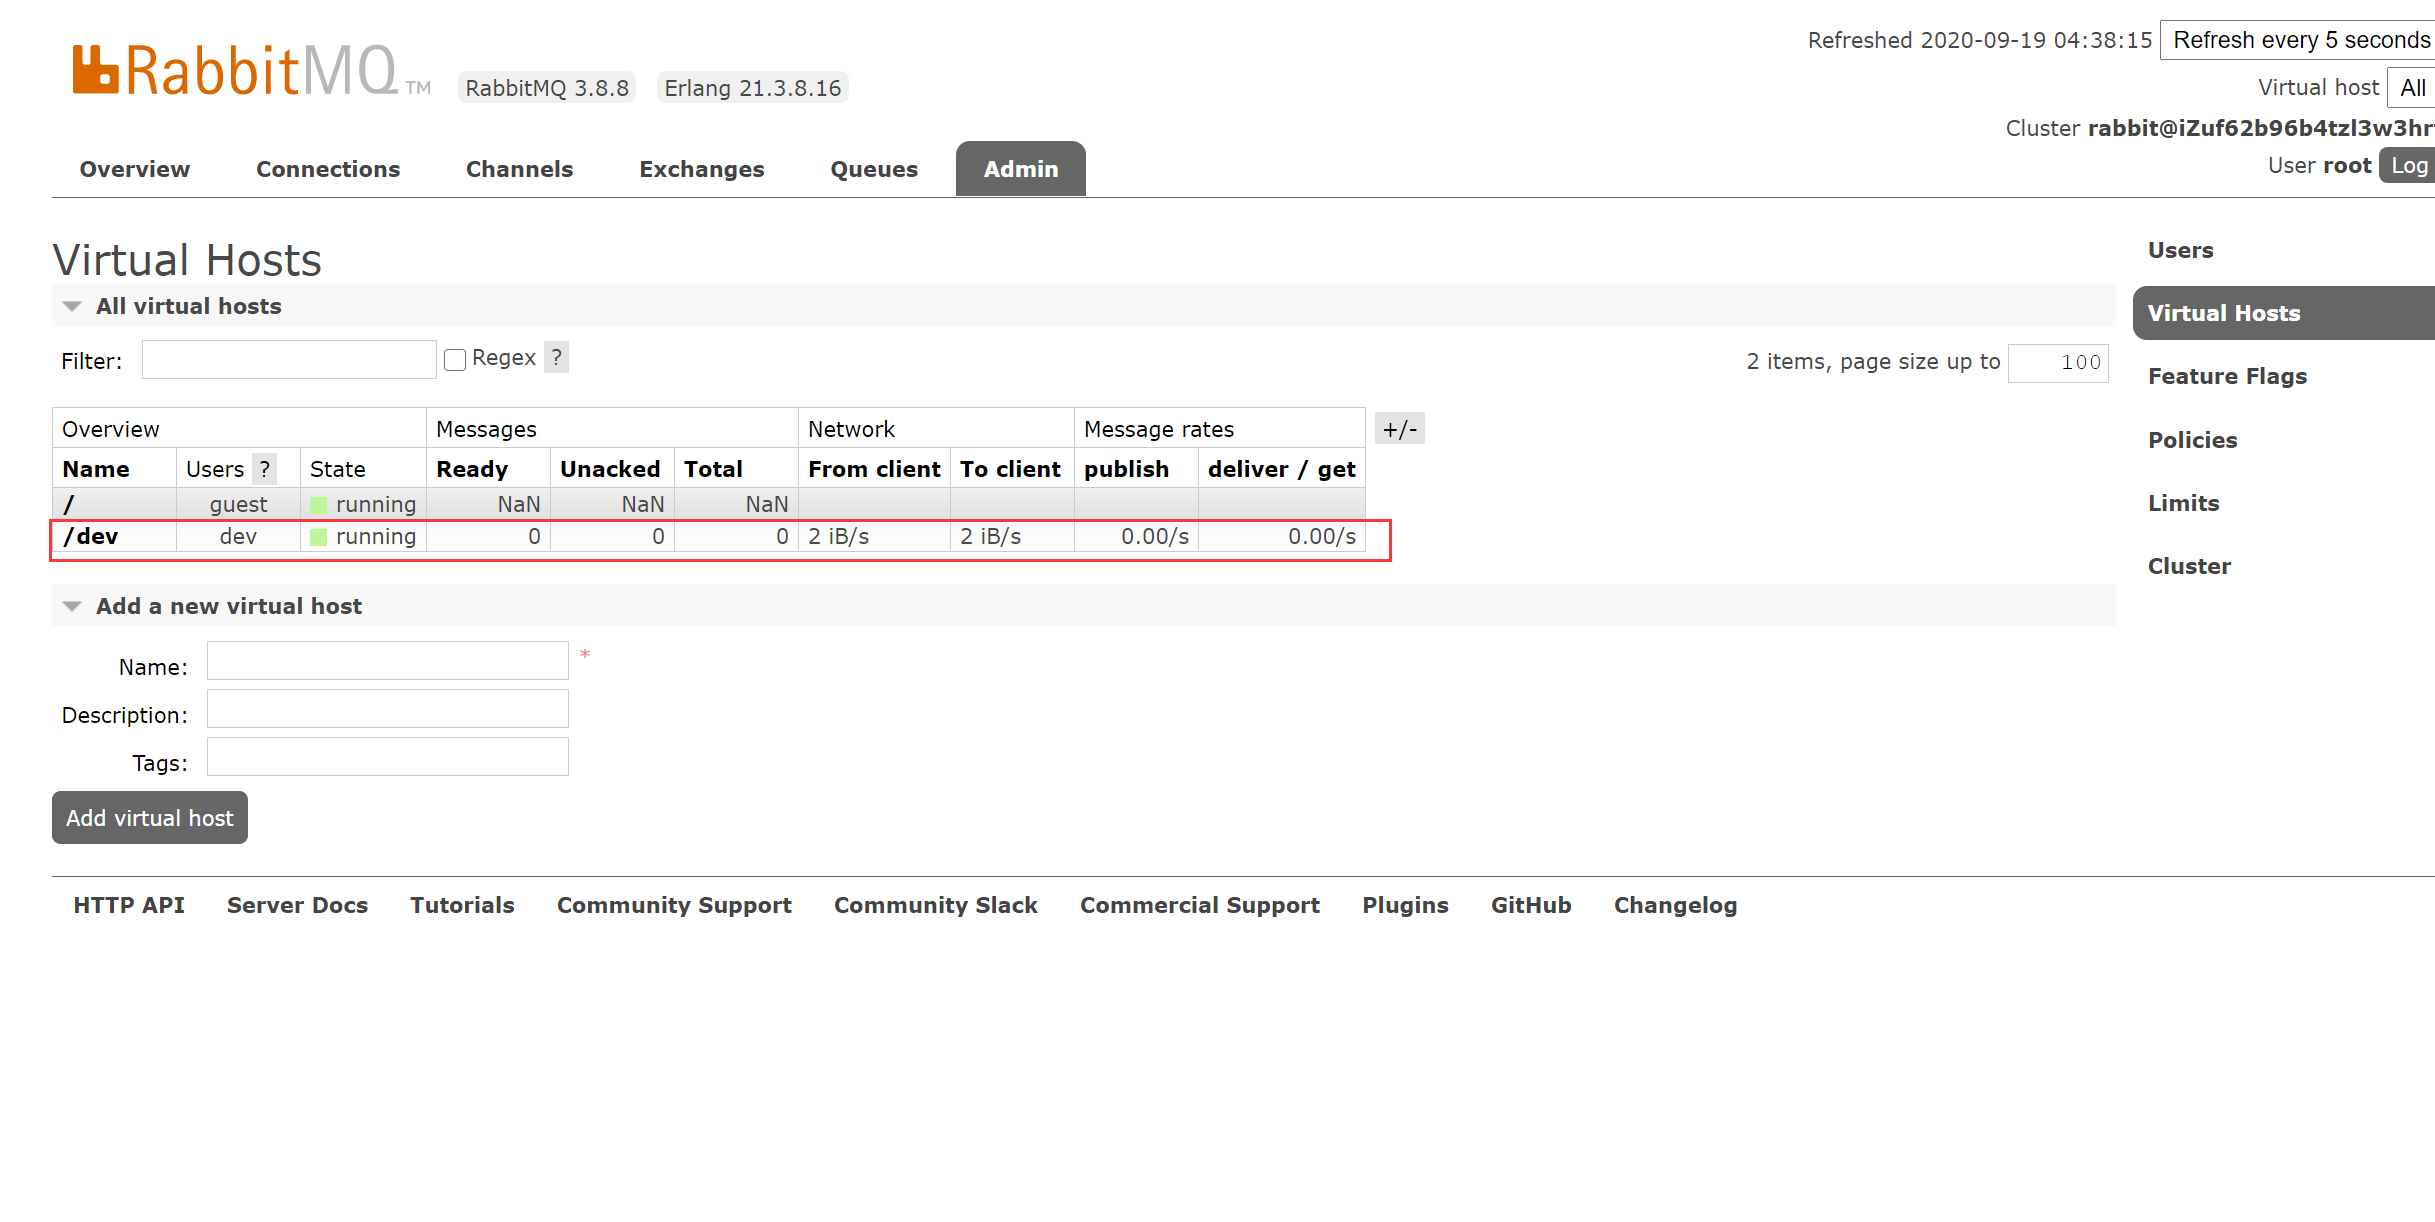 RabbitMQ TM RabbitMQ 3.8.8 Erlang 21.3.8.16
Refreshed 2020-09-19 04:38:15 Refresh every 5 seconds
Virtual host All
Cluster rabbit@iZuf62b96b4tzl3w3hr
User root Log
Overview Connections Channels Exchanges Queues Admin
Virtual Hosts
All virtual hosts
Filter: Regex ? 2 items, page size up to 100
Overview Messages Network Message rates +/-
Name Users ? State Ready Unacked Total From client To client publish deliver / get
/ guest running NaN NaN NaN
/dev dev running 0 0 0 2 iB/s 2 iB/s 0.00/s 0.00/s
Add a new virtual host
Name: *
Description:
Tags:
Add virtual host
Users
Virtual Hosts
Feature Flags
Policies
Limits
Cluster
HTTP API Server Docs Tutorials Community Support Community Slack Commercial Support Plugins GitHub Changelog